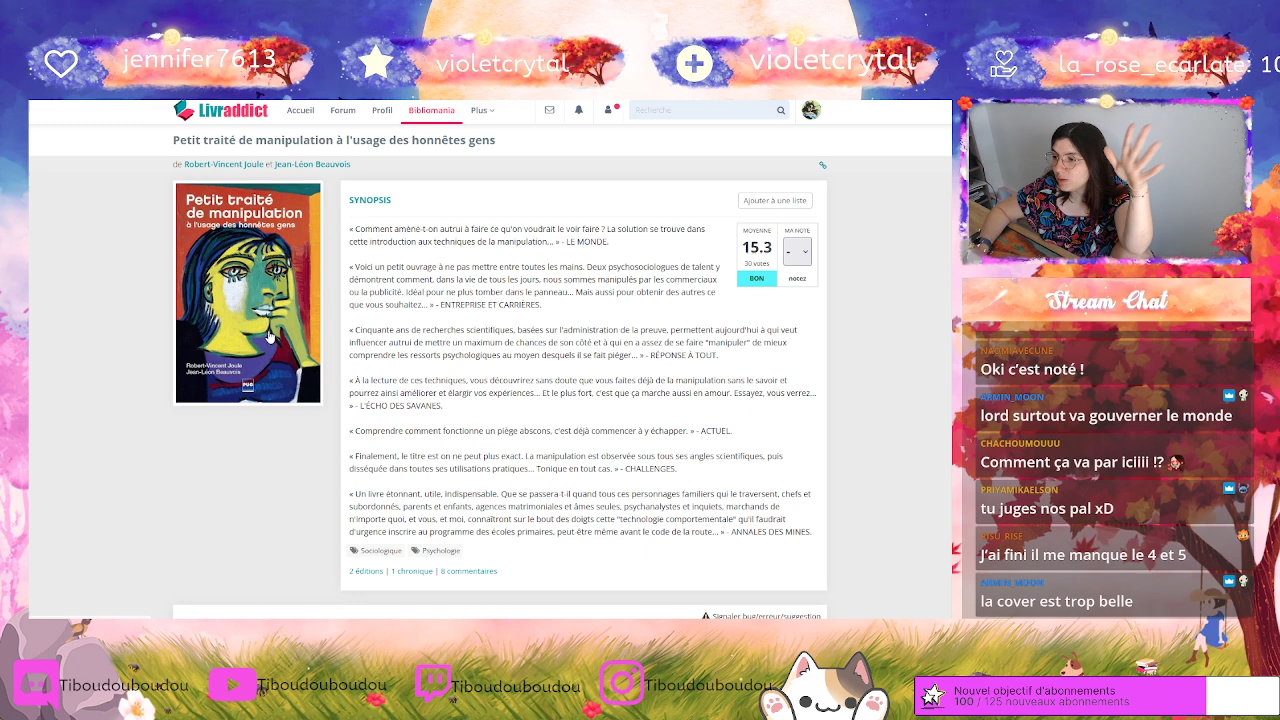 jennifer7613
violetcrytal
violetcrytal
la_rose_ecarlate: 10
Livraddict
Accueil
Forum
Profil
Bibliomania
Plus
Recherche
Petit traité de manipulation à l'usage des honnêtes gens
de Robert-Vincent Joule et Jean-Léon Beauvois
Petit traité
de manipulation
à l'usage des honnêtes gens
Robert-Vincent Joule
Jean-Léon Beauvois
PUG
SYNOPSIS
Ajouter à une liste
« Comment amène-t-on autrui à faire ce qu'on voudrait le voir faire ? La solution se trouve dans
cette introduction aux techniques de la manipulation... » - LE MONDE.
MOYENNE
15.3
30 votes
BON
MA NOTE
-
notez
« Voici un petit ouvrage à ne pas mettre entre toutes les mains. Deux psychosociologues de talent y
démontrent comment, dans la vie de tous les jours, nous sommes manipulés par les commerciaux
ou la publicité. Idéal pour ne plus tomber dans le panneau... Mais aussi pour obtenir des autres ce
que vous souhaitez... » - ENTREPRISE ET CARRIÈRES.
« Cinquante ans de recherches scientifiques, basées sur l'administration de la preuve, permettent aujourd'hui à qui veut
influencer autrui de mettre un maximum de chances de son côté et à qui en a assez de se faire "manipuler" de mieux
comprendre les ressorts psychologiques au moyen desquels il se fait piéger... » - RÉPONSE À TOUT.
« À la lecture de ces techniques, vous découvrirez sans doute que vous faites déjà de la manipulation sans le savoir et
pourrez ainsi améliorer et élargir vos expériences... Et le plus fort, c'est que ça marche aussi en amour. Essayez, vous verrez...
» - L'ÉCHO DES SAVANES.
« Comprendre comment fonctionne un piège abscons, c'est déjà commencer à y échapper. » - ACTUEL.
« Finalement, le titre est on ne peut plus exact. La manipulation est observée sous tous ses angles scientifiques, puis
disséquée dans toutes ses utilisations pratiques... Tonique en tout cas. » - CHALLENGES.
« Un livre étonnant, utile, indispensable. Que se passera-t-il quand tous ces personnages familiers qui le traversent, chefs et
subordonnés, parents et enfants, agences matrimoniales et âmes seules, psychanalystes et inquiets, marchands de
n'importe quoi, et vous, et moi, connaîtront sur le bout des doigts cette "technologie comportementale" qu'il faudrait
d'urgence inscrire au programme des écoles primaires, peut-être même avant le code de la route... » - ANNALES DES MINES.
Sociologique
Psychologie
2 éditions | 1 chronique | 8 commentaires
Signaler bug/erreur/suggestion
Stream Chat
NAOMIAVECUNE
Oki c'est noté !
ARMIN_MOON
lord surtout va gouverner le monde
CHACHOUMOUUU
Comment ça va par iciiii !?
PRIYAMIKAELSON
tu juges nos pal xD
RISU_RISE
J'ai fini il me manque le 4 et 5
ARMIN_MOON
la cover est trop belle
Tiboudouboudou
Tiboudouboudou
Tiboudouboudou
Tiboudouboudou
Nouvel objectif d'abonnements
100 / 125 nouveaux abonnements